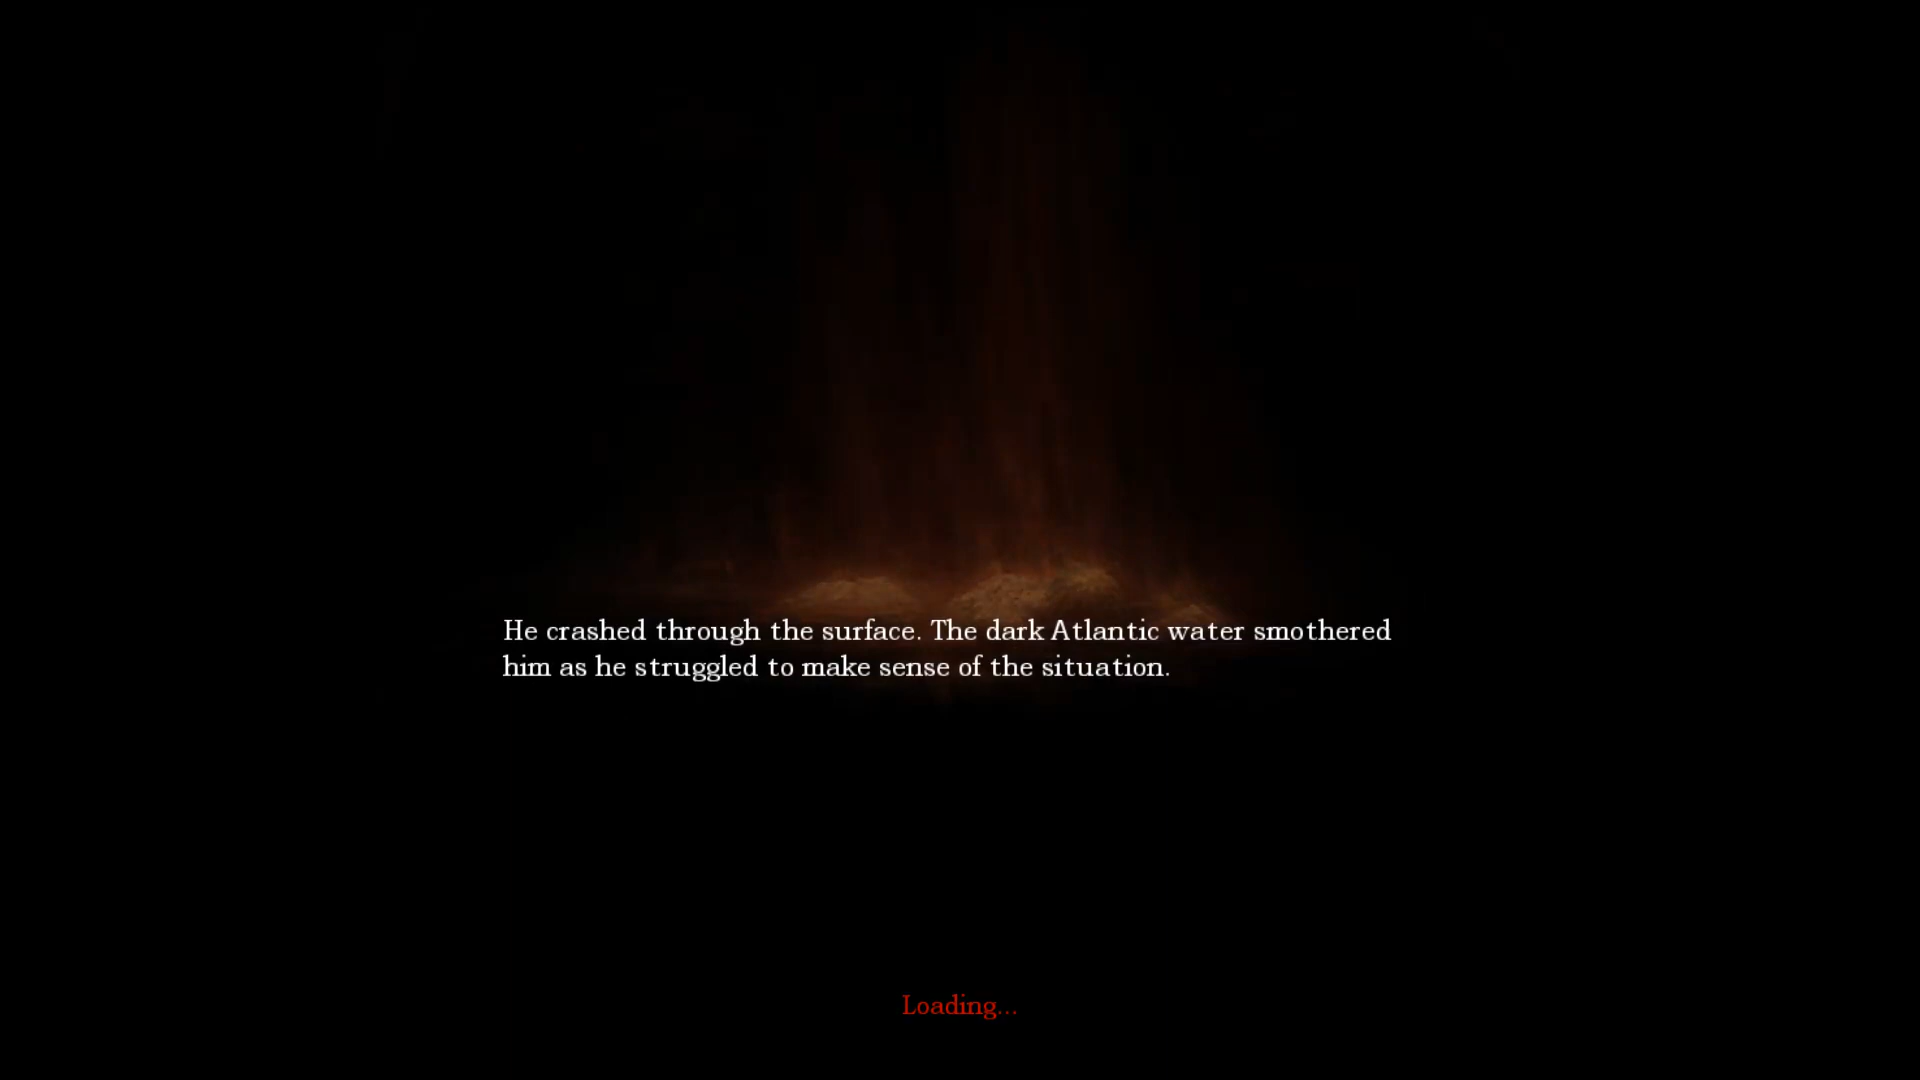 He crashed through the surface. The dark Atlantic water smothered
him as he struggled to make sense of the situation.
Loading...